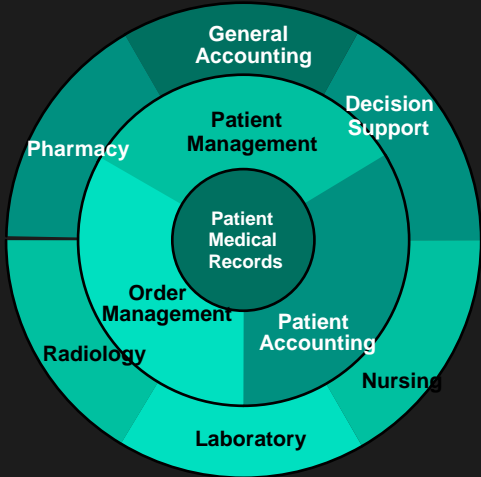 General
Accounting
Decision
Support
Patient
Management
Pharmacy
Patient
Medical
Records
Order
Management
Patient
Accounting
Radiology
Nursing
Laboratory